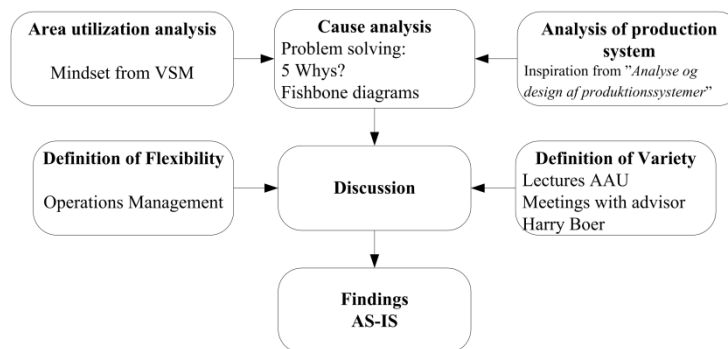 Area utilization analysis
Mindset from VSM
Cause analysis
Problem solving:
5 Whys?
Fishbone diagrams
Analysis of production
system
Inspiration from "Analyse og
design af produktionssystemer"
Definition of Flexibility
Operations Management
Discussion
Definition of Variety
Lectures AAU
Meetings with advisor
Harry Boer
Findings
AS-IS